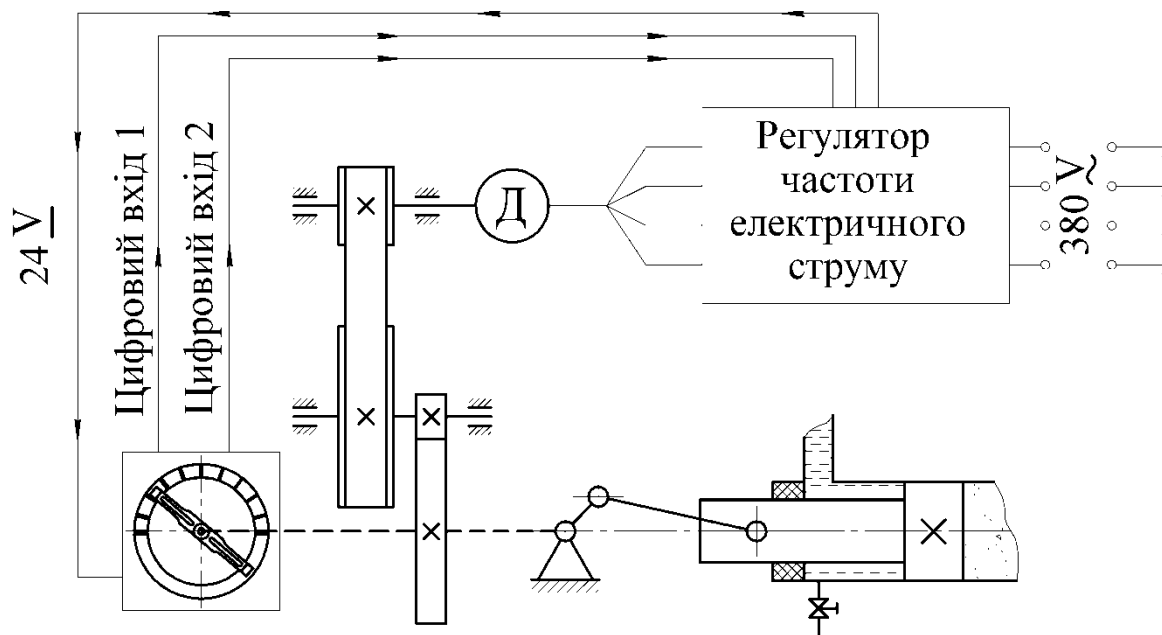 24 V
Цифровий вхід 1
Цифровий вхід 2
Д
Регулятор
частоти
електричного
струму
380 V ~